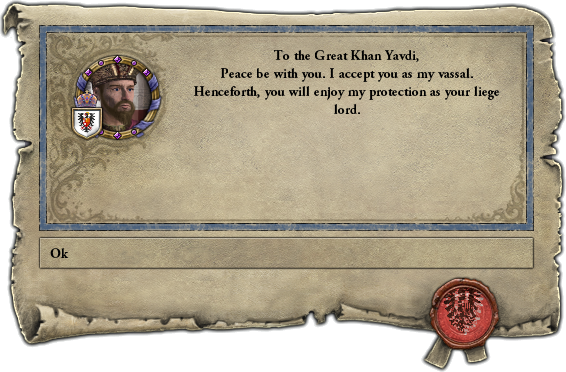 To the Great Khan Yavdi,
Peace be with you. I accept you as my vassal.
Henceforth, you will enjoy my protection as your liege
lord.
Ok